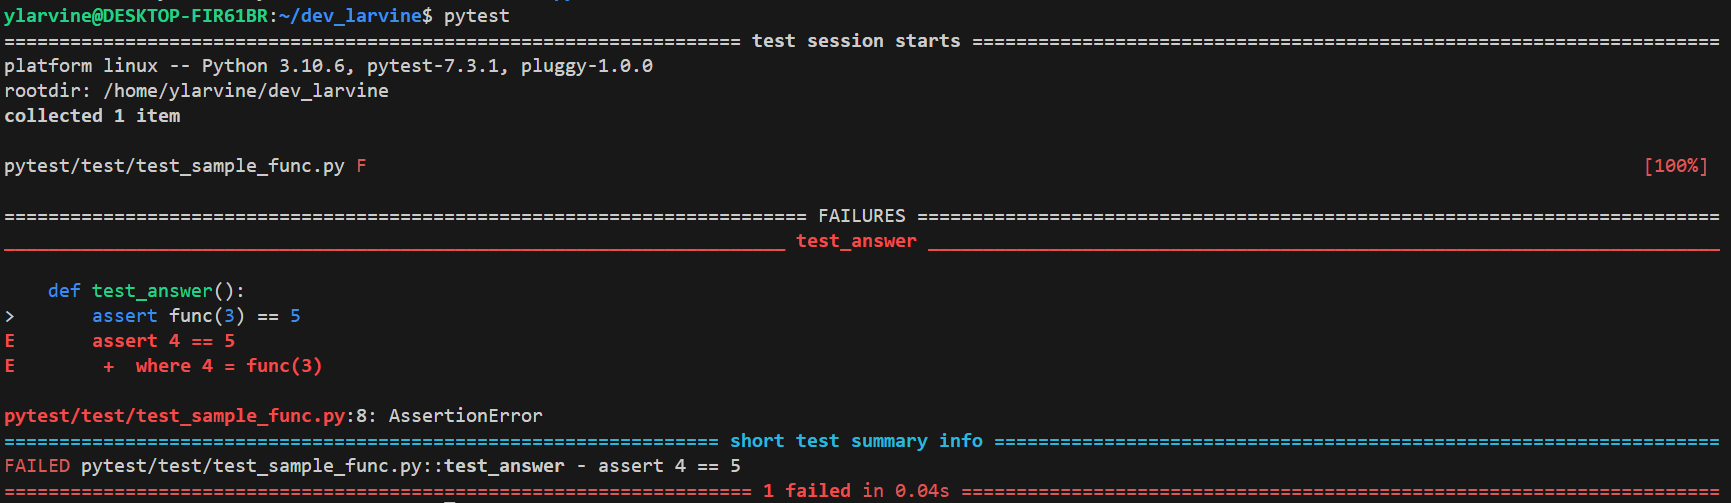 ylarvine@DESKTOP-FIR61BR:~/dev_larvine$ pytest
=================================================================== test session starts ====================================================================
platform linux -- Python 3.10.6, pytest-7.3.1, pluggy-1.0.0
rootdir: /home/ylarvine/dev_larvine
collected 1 item
pytest/test/test_sample_func.py F [100%]
========================================================================= FAILURES =========================================================================
_______________________________________________________________________ test_answer ________________________________________________________________________
def test_answer():
> assert func(3) == 5
E assert 4 == 5
E + where 4 = func(3)
pytest/test/test_sample_func.py:8: AssertionError
================================================================= short test summary info ==================================================================
FAILED pytest/test/test_sample_func.py::test_answer - assert 4 == 5
==================================================================== 1 failed in 0.04s =====================================================================